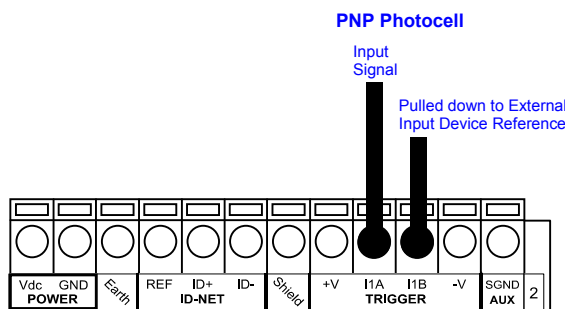 PNP Photocell
Input
Signal
Pulled down to External
Input Device Reference
Vdc GND Earth REF ID+ ID- Shield +V I1A I1B -V SGND 2
POWER ID-NET TRIGGER AUX